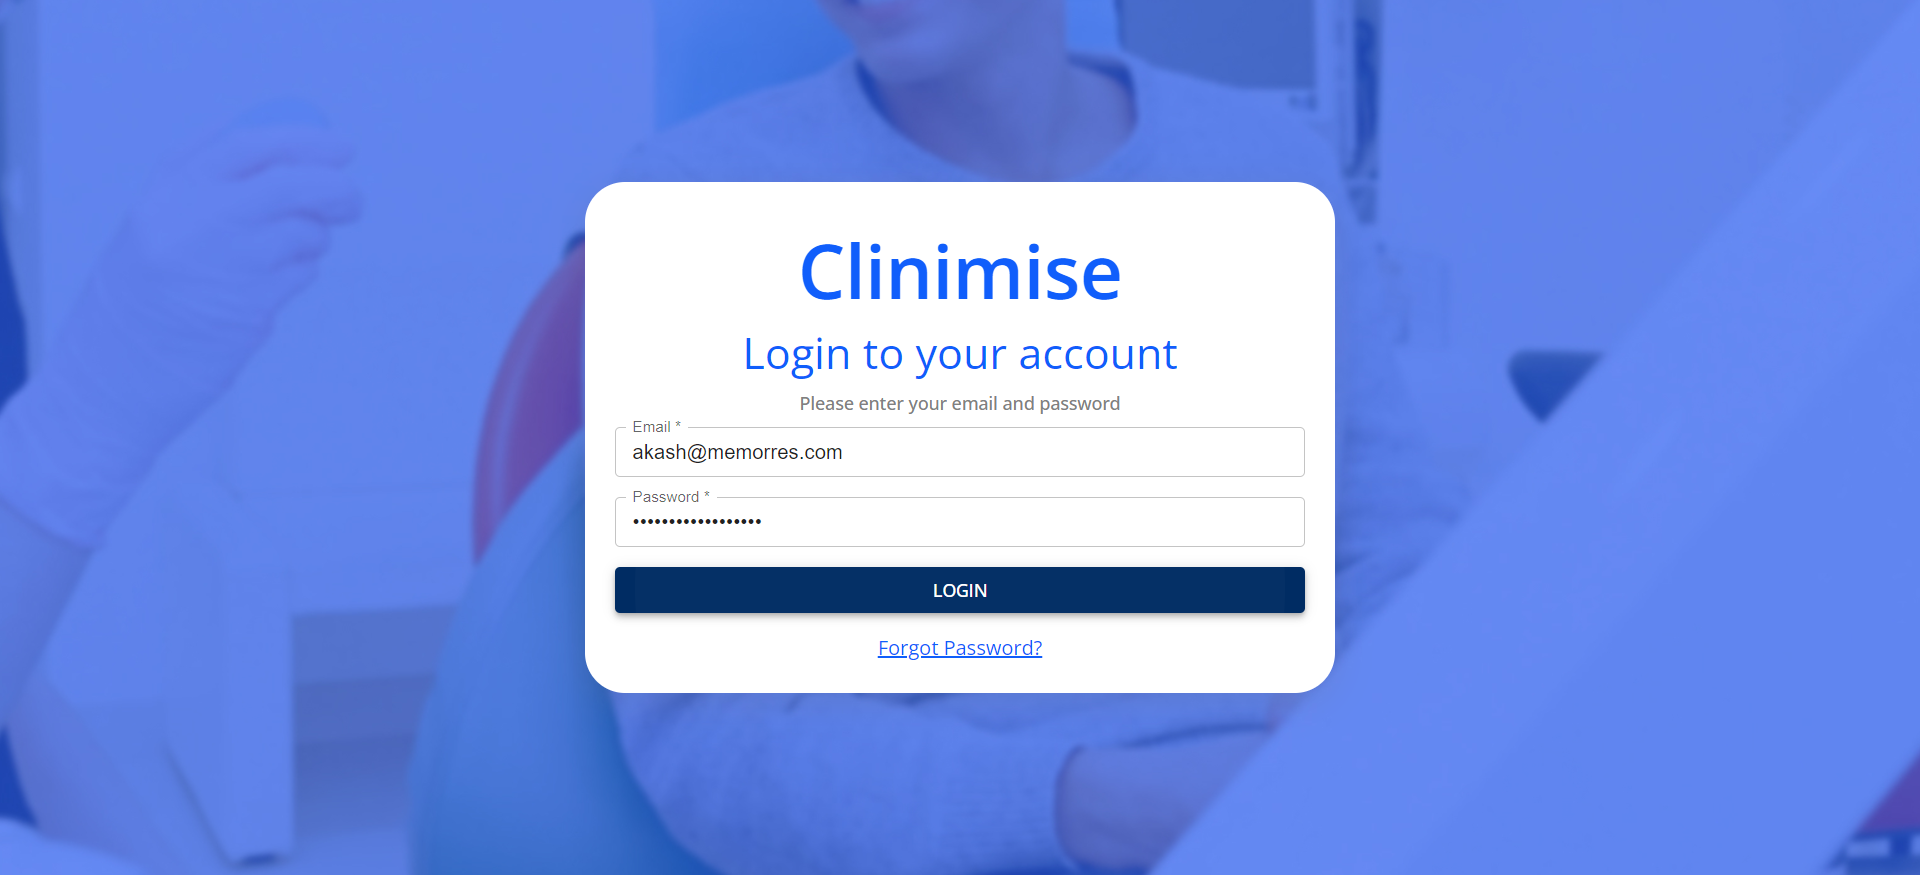 Clinimise
Login to your account
Please enter your email and password
Email *
akash@memorres.com
Password *
••••••••••••••••••
LOGIN
Forgot Password?